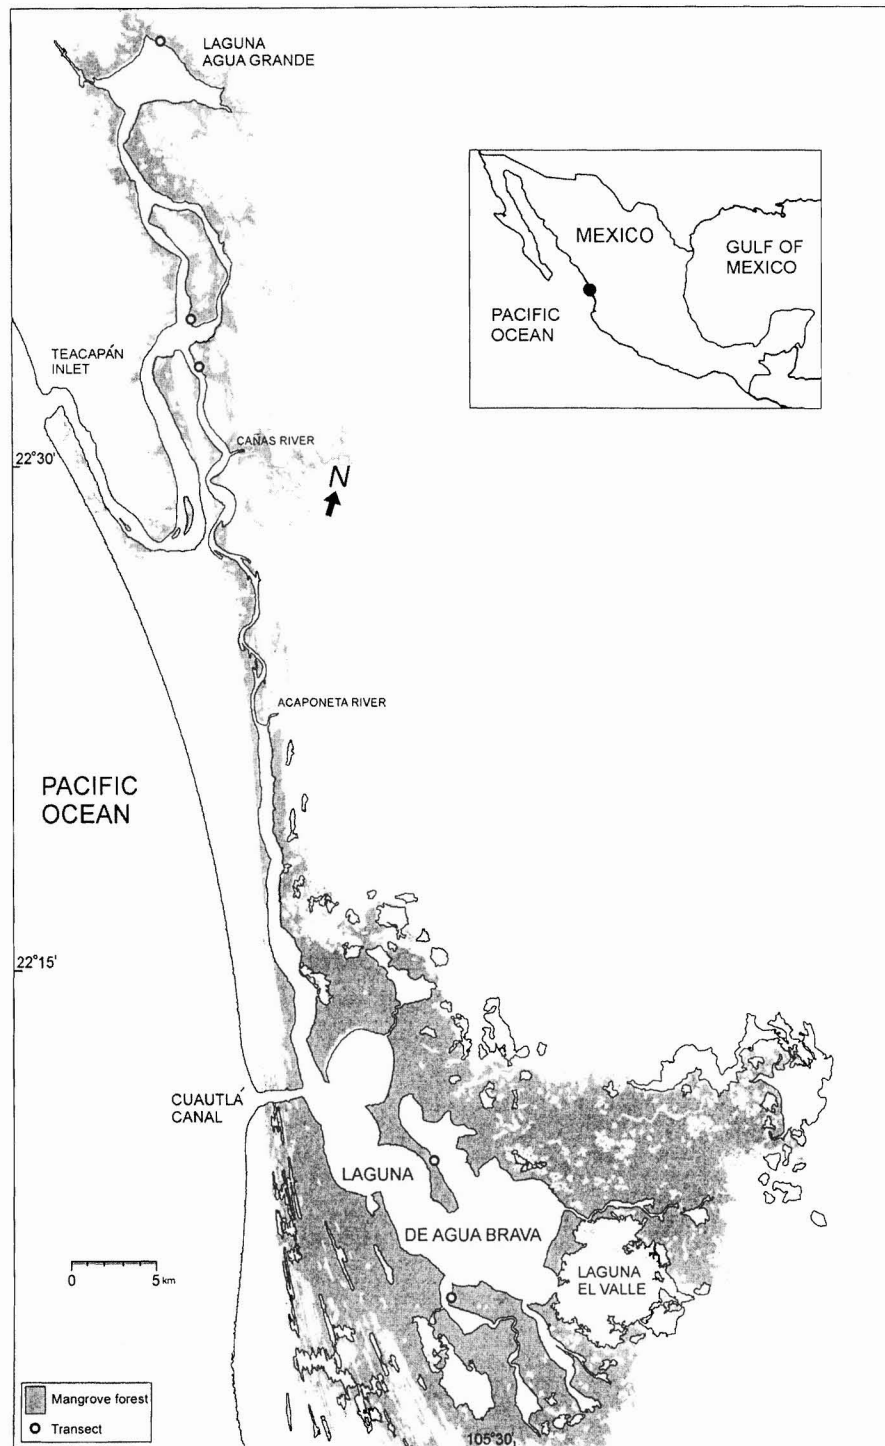 LAGUNA
AGUA GRANDE
MEXICO
GULF OF
MEXICO
PACIFIC
OCEAN
TEACAPÁN
INLET
CAÑAS RIVER
22°30'
N
ACAPONETA RIVER
PACIFIC
OCEAN
22°15'
CUAUTLÁ
CANAL
LAGUNA
DE AGUA BRAVA
LAGUNA
EL VALLE
0 5 km
Mangrove forest
Transect
105°30'